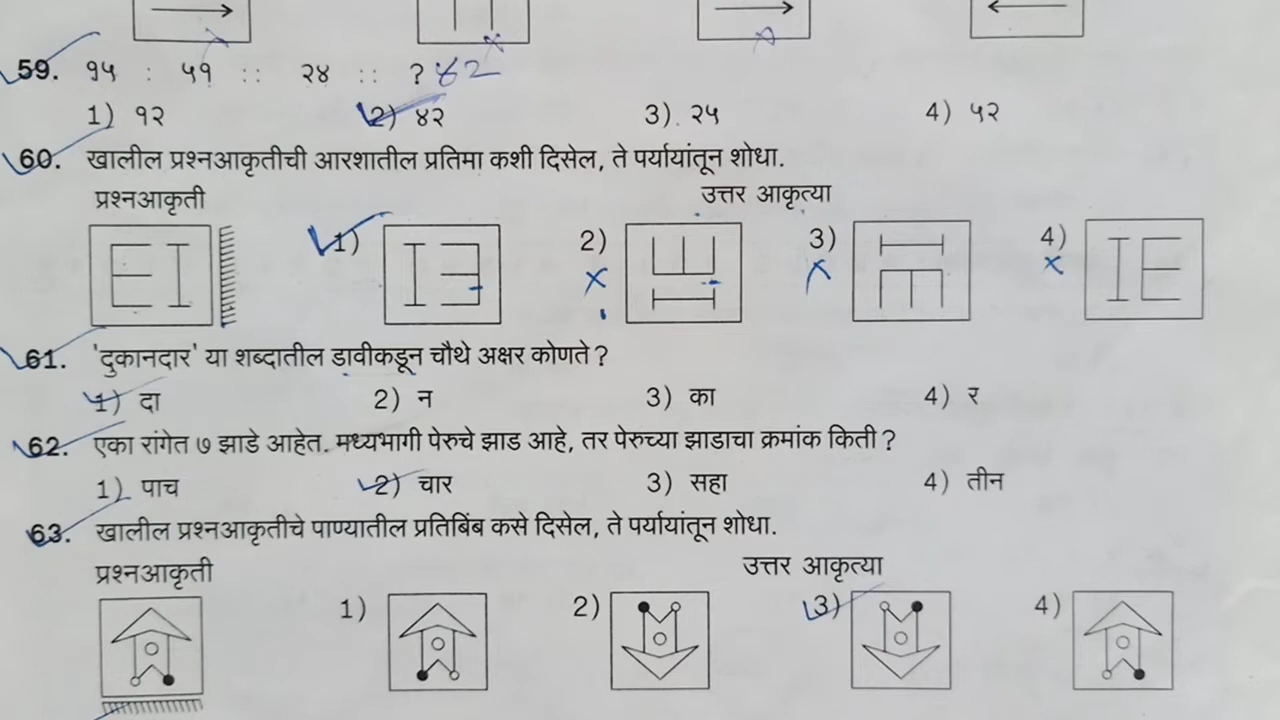 59. १५ : ५१ :: २४ :: ? ४२
1) १२ 2) ४२ 3). २५ 4) ५२
60. खालील प्रश्नआकृतीची आरशातील प्रतिमा कशी दिसेल, ते पर्यायांतून शोधा.
प्रश्नआकृती उत्तर आकृत्या
1) 2) 3) 4)
61. 'दुकानदार' या शब्दातील डावीकडून चौथे अक्षर कोणते ?
1) दा 2) न 3) का 4) र
62. एका रांगेत ७ झाडे आहेत. मध्यभागी पेरुचे झाड आहे, तर पेरुच्या झाडाचा क्रमांक किती ?
1) पाच 2) चार 3) सहा 4) तीन
63. खालील प्रश्नआकृतीचे पाण्यातील प्रतिबिंब कसे दिसेल, ते पर्यायांतून शोधा.
प्रश्नआकृती उत्तर आकृत्या
1) 2) 3) 4)